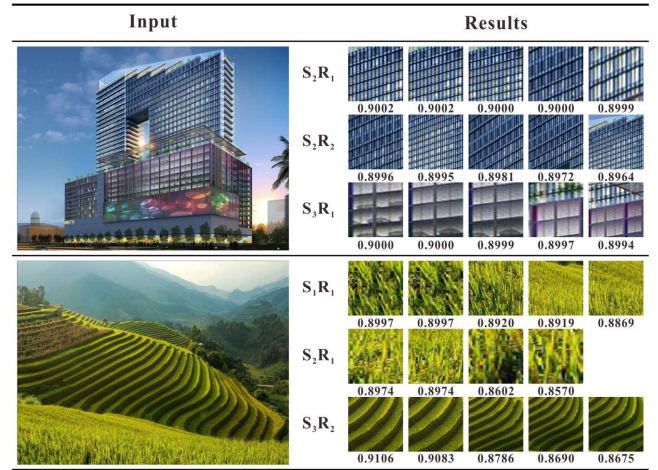 Input Results
S₂R₁
0.9002 0.9002 0.9000 0.9000 0.8999
S₂R₂
0.8996 0.8995 0.8981 0.8972 0.8964
S₃R₁
0.9000 0.9000 0.8999 0.8997 0.8994
S₁R₁
0.8997 0.8997 0.8920 0.8919 0.8869
S₂R₁
0.8974 0.8974 0.8602 0.8570
S₃R₂
0.9106 0.9083 0.8786 0.8690 0.8675